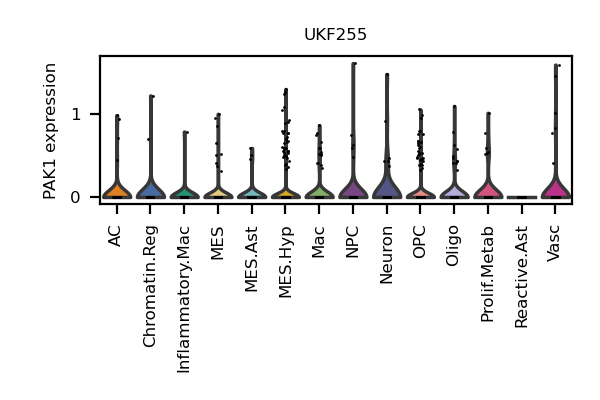 UKF255
PAK1 expression
1
0
AC
Chromatin.Reg
Inflammatory.Mac
MES
MES.Ast
MES.Hyp
Mac
NPC
Neuron
OPC
Oligo
Prolif.Metab
Reactive.Ast
Vasc